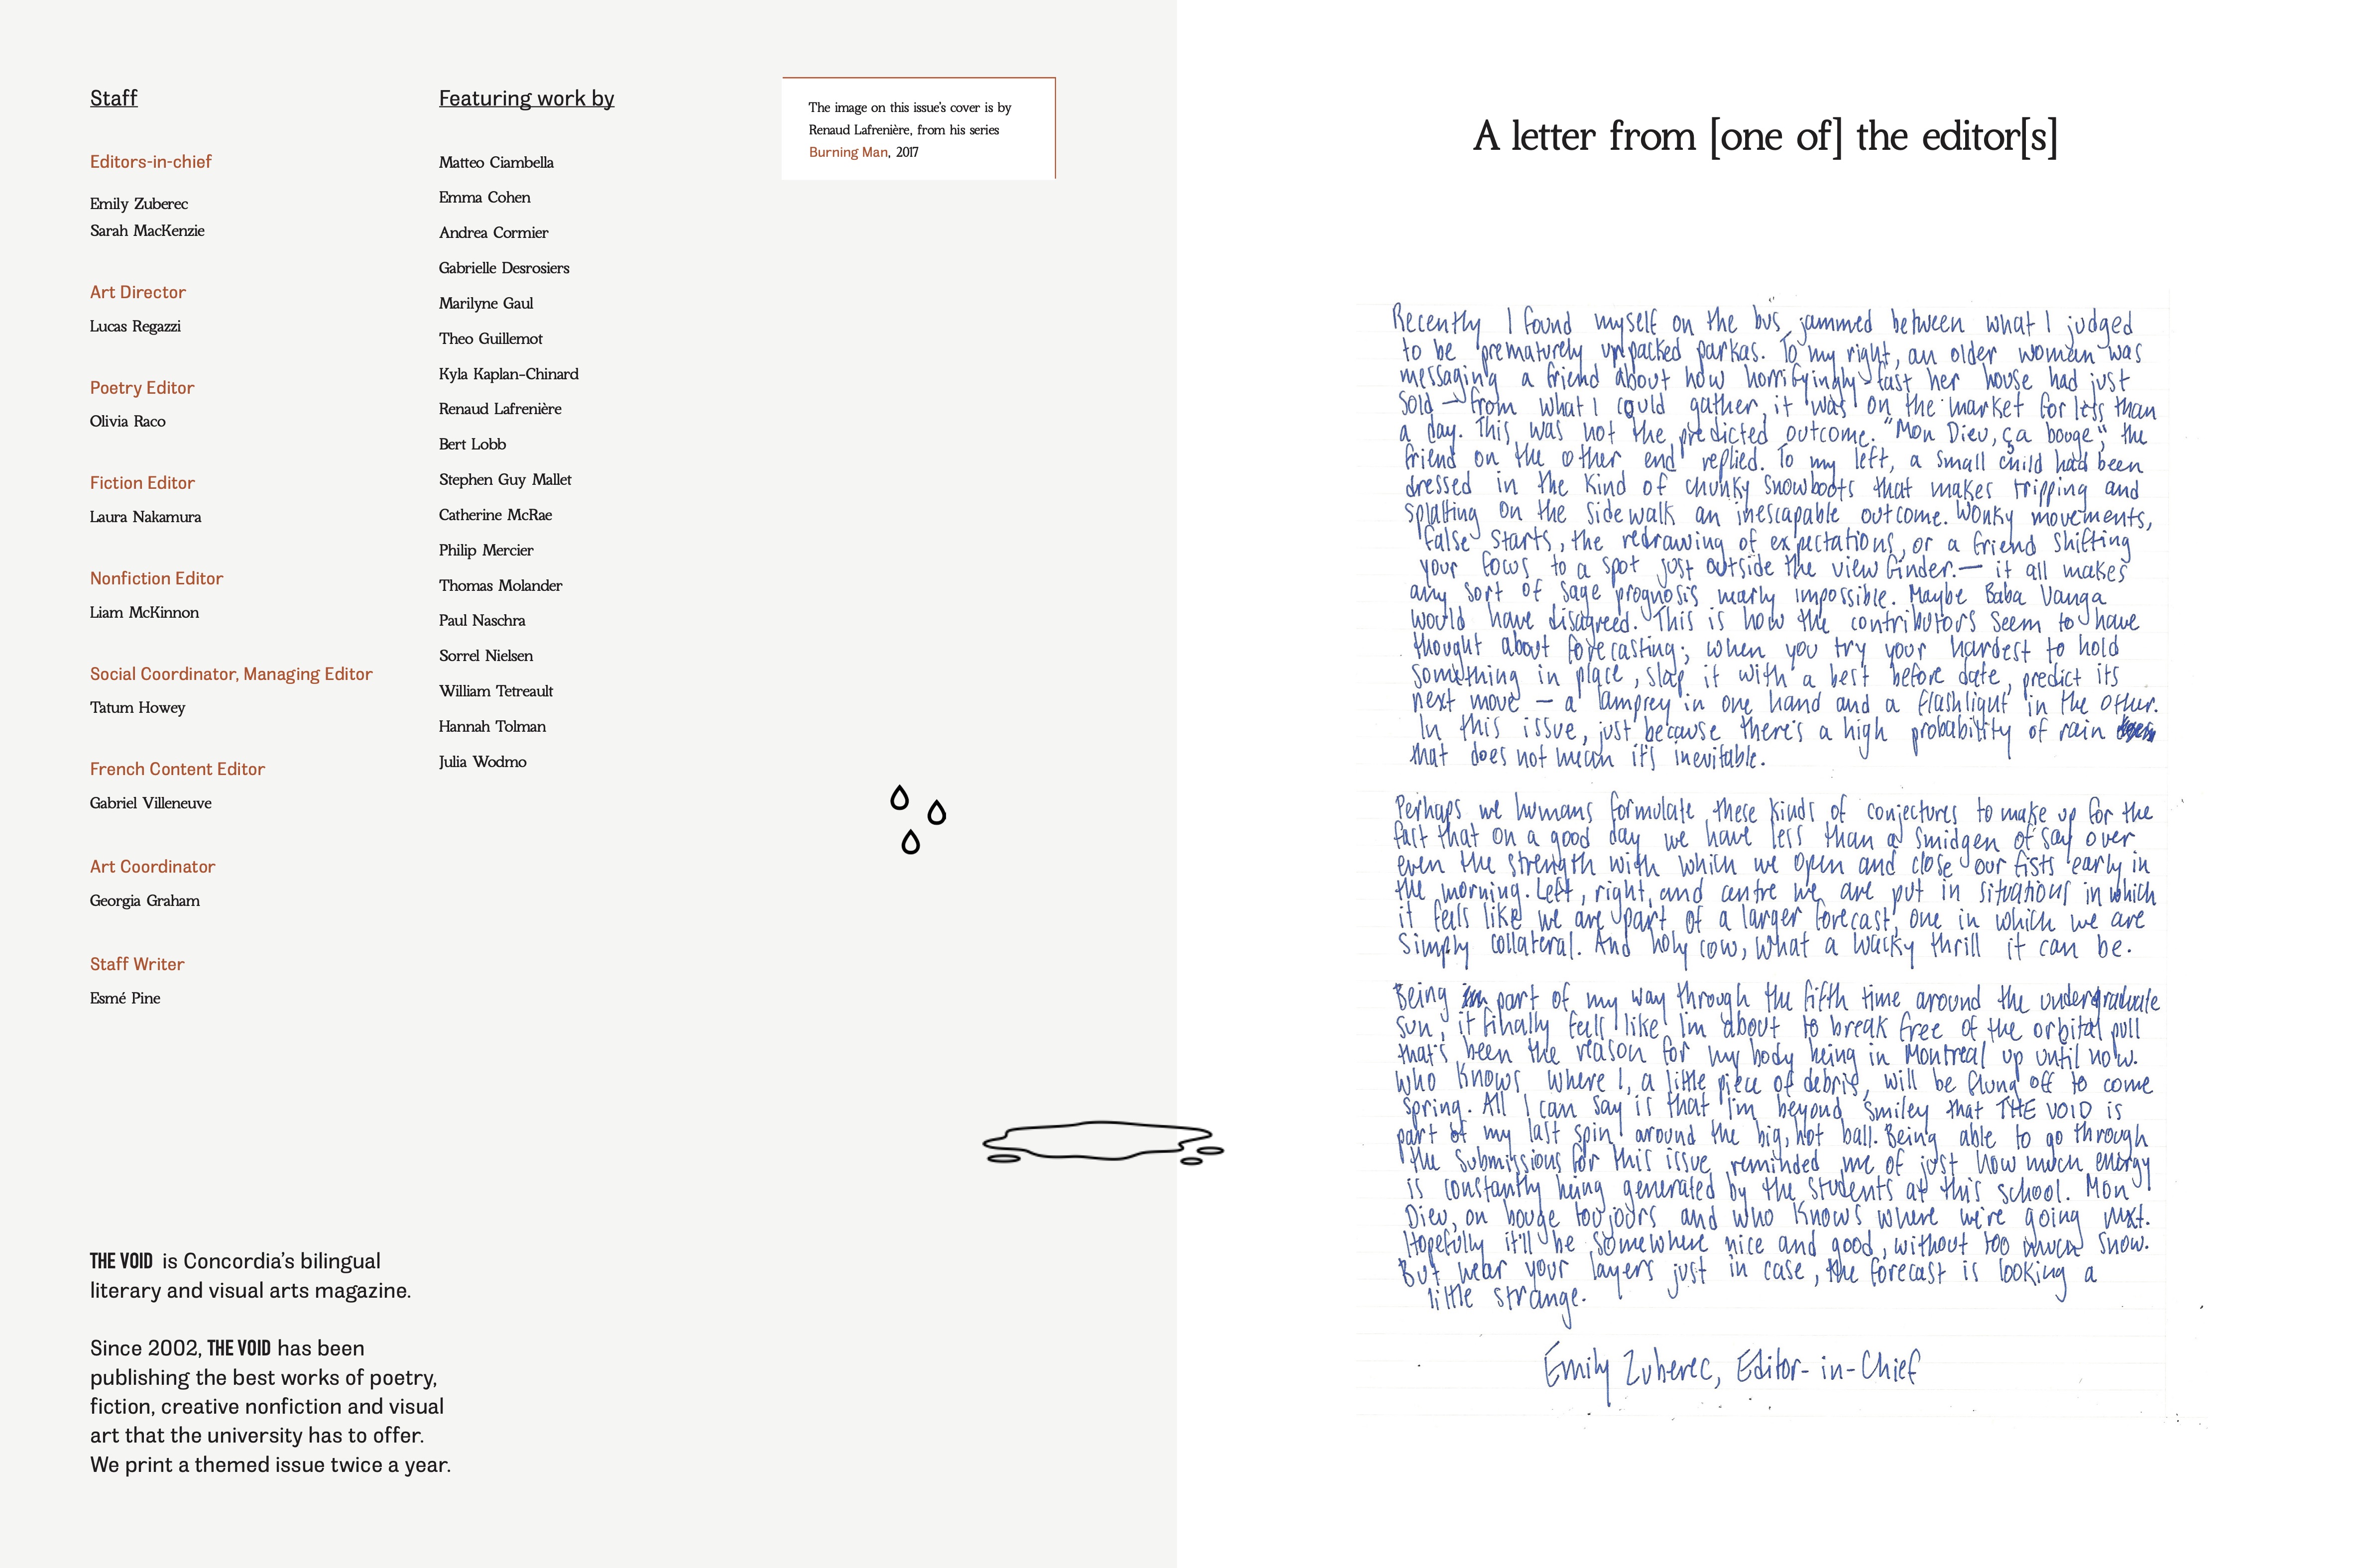 Staff
Editors-in-chief
Emily Zuberec
Sarah MacKenzie
Art Director
Lucas Regazzi
Poetry Editor
Olivia Raco
Fiction Editor
Laura Nakamura
Nonfiction Editor
Liam McKinnon
Social Coordinator, Managing Editor
Tatum Howey
French Content Editor
Gabriel Villeneuve
Art Coordinator
Georgia Graham
Staff Writer
Esmé Pine
THE VOID is Concordia's bilingual
literary and visual arts magazine.
Since 2002, THE VOID has been
publishing the best works of poetry,
fiction, creative nonfiction and visual
art that the university has to offer.
We print a themed issue twice a year.
Featuring work by
Matteo Ciambella
Emma Cohen
Andrea Cormier
Gabrielle Desrosiers
Marilyne Gaul
Theo Guillemot
Kyla Kaplan-Chinard
Renaud Lafrenière
Bert Lobb
Stephen Guy Mallet
Catherine McRae
Philip Mercier
Thomas Molander
Paul Naschra
Sorrel Nielsen
William Tetreault
Hannah Tolman
Julia Wodmo
The image on this issue's cover is by
Renaud Lafrenière, from his series
Burning Man, 2017
A letter from [one of] the editor[s]
Recently I found myself on the bus jammed between what I judged
to be prematurely unpacked parkas. To my right, an older woman was
messaging a friend about how horrifyingly fast her house had just
sold — from what I could gather, it was on the market for less than
a day. This was not the predicted outcome. "Mon Dieu, ça bouge", the
friend on the other end replied. To my left, a small child had been
dressed in the kind of chunky snowboots that makes tripping and
splatting on the sidewalk an inescapable outcome. Wonky movements,
false starts, the redrawing of expectations, or a friend shifting
your focus to a spot just outside the viewfinder. — it all makes
any sort of sage prognosis nearly impossible. Maybe Baba Vanga
would have disagreed. This is how the contributors seem to have
thought about forecasting; when you try your hardest to hold
something in place, slap it with a best before date, predict its
next move — a lamprey in one hand and a flashlight in the other.
In this issue, just because there's a high probability of rain
that does not mean it's inevitable.
Perhaps we humans formulate these kinds of conjectures to make up for the
fact that on a good day we have less than a smidgen of say over
even the strength with which we open and close our fists early in
the morning. Left, right, and centre we are put in situations in which
it feels like we are part of a larger forecast, one in which we are
simply collateral. And holy cow, what a wacky thrill it can be.
Being part of my way through the fifth time around the undergraduate
sun, it finally feels like I'm about to break free of the orbital pull
that's been the reason for my body being in Montreal up until now.
Who knows where I, a little piece of debris, will be flung off to come
spring. All I can say is that I'm beyond smiley that THE VOID is
part of my last spin around the big, hot ball. Being able to go through
the submissions for this issue reminded me of just how much energy
is constantly being generated by the students at this school. Mon
Dieu, on bouge toujours and who knows where we're going next.
Hopefully it'll be somewhere nice and good, without too much snow.
But wear your layers just in case, the forecast is looking a
little strange.
Emily Zuberec, Editor-in-Chief